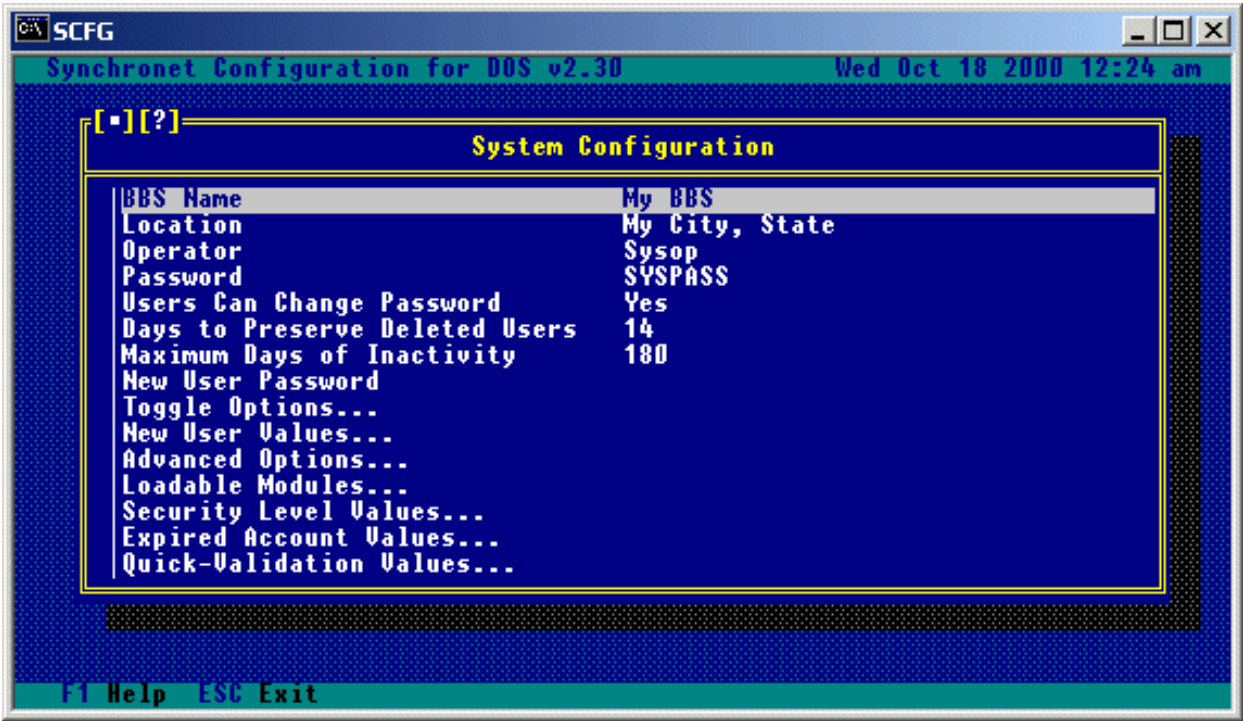 SCFG
Synchronet Configuration for DOS v2.30 Wed Oct 18 2000 12:24 am
[▪][?]
System Configuration
BBS Name My BBS
Location My City, State
Operator Sysop
Password SYSPASS
Users Can Change Password Yes
Days to Preserve Deleted Users 14
Maximum Days of Inactivity 180
New User Password
Toggle Options...
New User Values...
Advanced Options...
Loadable Modules...
Security Level Values...
Expired Account Values...
Quick-Validation Values...
F1 Help ESC Exit